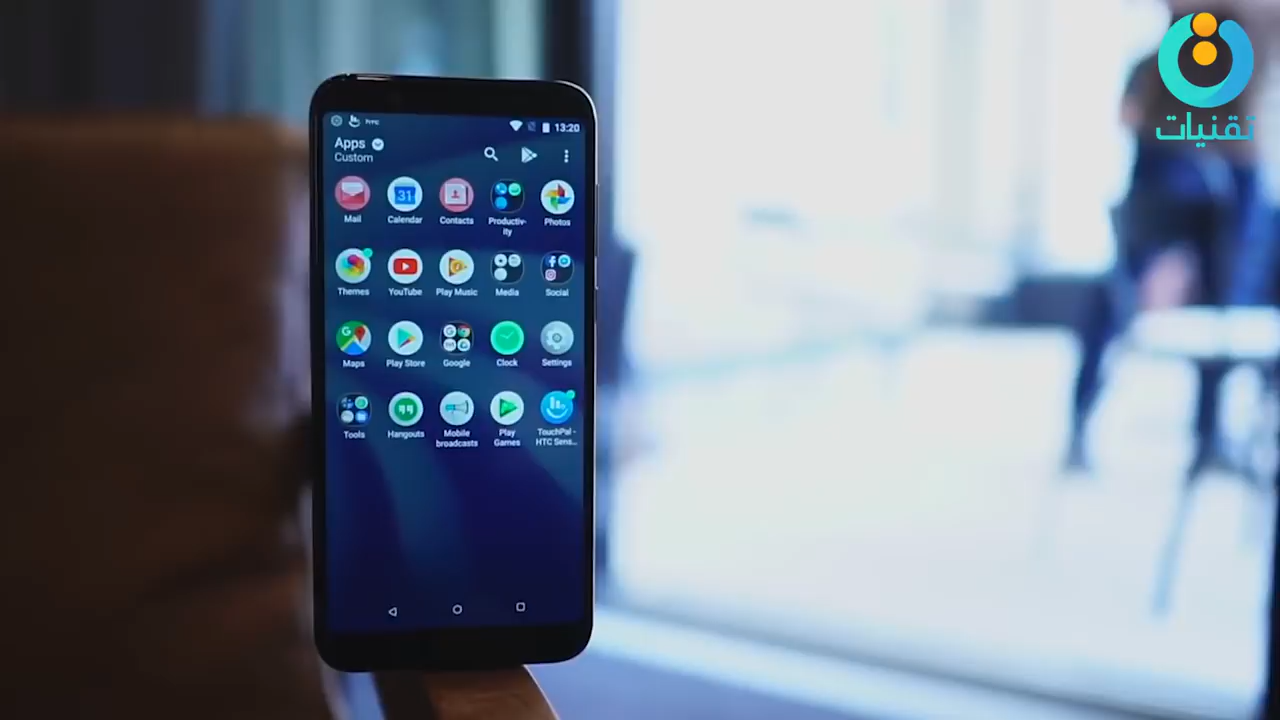 تقنيات
hTC
13:20
Apps
Custom
31
Mail
Calendar
Contacts
Productiv-
ity
Photos
Themes
YouTube
Play Music
Media
Social
Maps
Play Store
Google
Clock
Settings
Tools
Hangouts
Mobile
broadcasts
Play
Games
TouchPal -
HTC Sens...